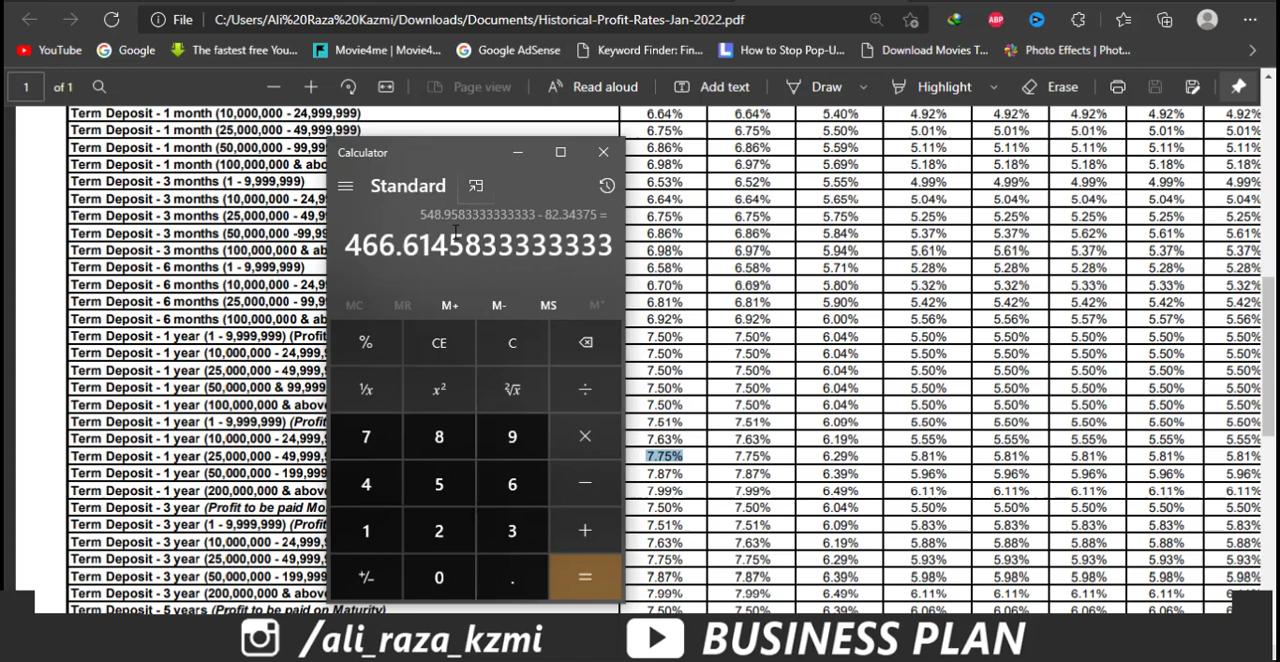 File C:/Users/Ali%20Raza%20Kazmi/Downloads/Documents/Historical-Profit-Rates-Jan-2022.pdf ABP
YouTube Google The fastest free You... Movie4me | Movie4... Google AdSense Keyword Finder: Fin... How to Stop Pop-U... Download Movies T... Photo Effects | Phot...
1 of 1 Page view Read aloud Add text Draw Highlight Erase
Term Deposit - 1 month (10,000,000 - 24,999,999) 6.64% 6.64% 5.40% 4.92% 4.92% 4.92% 4.92% 4.92%
Term Deposit - 1 month (25,000,000 - 49,999,999) 6.75% 6.75% 5.50% 5.01% 5.01% 5.01% 5.01% 5.01%
Term Deposit - 1 month (50,000,000 - 99,99 6.86% 6.86% 5.59% 5.11% 5.11% 5.11% 5.11% 5.11%
Term Deposit - 1 month (100,000,000 & abo 6.98% 6.97% 5.69% 5.18% 5.18% 5.18% 5.18% 5.18%
Term Deposit - 3 months (1 - 9,999,999) 6.53% 6.52% 5.55% 4.99% 4.99% 4.99% 4.99% 4.99%
Term Deposit - 3 months (10,000,000 - 24,9 6.64% 6.64% 5.65% 5.04% 5.04% 5.04% 5.04% 5.04%
Term Deposit - 3 months (25,000,000 - 49,9 6.75% 6.75% 5.75% 5.25% 5.25% 5.25% 5.25% 5.25%
Term Deposit - 3 months (50,000,000 -99,99 6.86% 6.86% 5.84% 5.37% 5.62% 5.61% 5.37% 5.37%
Term Deposit - 3 months (100,000,000 & abo 6.98% 6.97% 5.94% 5.61% 5.37% 5.37% 5.61% 5.61%
Term Deposit - 6 months (1 - 9,999,999) 6.58% 6.58% 5.71% 5.28% 5.28% 5.28% 5.28% 5.28%
Term Deposit - 6 months (10,000,000 - 24,9 6.70% 6.69% 5.80% 5.32% 5.33% 5.32% 5.32% 5.32%
Term Deposit - 6 months (25,000,000 - 99,9 6.81% 6.81% 5.90% 5.42% 5.42% 5.42% 5.42% 5.42%
Term Deposit - 6 months (100,000,000 & abo 6.92% 6.92% 6.00% 5.56% 5.57% 5.57% 5.56% 5.56%
Term Deposit - 1 year (1 - 9,999,999) (Profi 7.50% 7.50% 6.04% 5.50% 5.50% 5.50% 5.50% 5.50%
Term Deposit - 1 year (10,000,000 - 24,999, 7.50% 7.50% 6.04% 5.50% 5.50% 5.50% 5.50% 5.50%
Term Deposit - 1 year (25,000,000 - 49,999, 7.50% 7.50% 6.04% 5.50% 5.50% 5.50% 5.50% 5.50%
Term Deposit - 1 year (50,000,000 & 99,999 7.50% 7.50% 6.04% 5.50% 5.50% 5.50% 5.50% 5.50%
Term Deposit - 1 year (100,000,000 & above 7.50% 7.50% 6.04% 5.50% 5.50% 5.50% 5.50% 5.50%
Term Deposit - 1 year (1 - 9,999,999) (Profit 7.51% 7.51% 6.09% 5.50% 5.50% 5.50% 5.50% 5.50%
Term Deposit - 1 year (10,000,000 - 24,999, 7.63% 7.63% 6.19% 5.55% 5.55% 5.55% 5.55% 5.55%
Term Deposit - 1 year (25,000,000 - 49,999, 7.75% 7.75% 6.29% 5.81% 5.81% 5.81% 5.81% 5.81%
Term Deposit - 1 year (50,000,000 - 199,999 7.87% 7.87% 6.39% 5.96% 5.96% 5.96% 5.96% 5.96%
Term Deposit - 1 year (200,000,000 & above 7.99% 7.99% 6.49% 6.11% 6.11% 6.11% 6.11% 6.11%
Term Deposit - 3 year (Profit to be paid Mo 7.50% 7.50% 6.04% 5.50% 5.50% 5.50% 5.50% 5.50%
Term Deposit - 3 year (1 - 9,999,999) (Profit 7.51% 7.51% 6.09% 5.83% 5.83% 5.83% 5.83% 5.83%
Term Deposit - 3 year (10,000,000 - 24,999, 7.63% 7.63% 6.19% 5.88% 5.88% 5.88% 5.88% 5.88%
Term Deposit - 3 year (25,000,000 - 49,999, 7.75% 7.75% 6.29% 5.93% 5.93% 5.93% 5.93% 5.93%
Term Deposit - 3 year (50,000,000 - 199,999 7.87% 7.87% 6.39% 5.98% 5.98% 5.98% 5.98% 5.98%
Term Deposit - 3 year (200,000,000 & above 7.99% 7.99% 6.49% 6.11% 6.11% 6.11% 6.11% 6.11%
Term Deposit - 5 years (Profit to be paid on Maturity) 7.50% 7.50% 6.39% 6.06% 6.06% 6.06% 6.06%
Calculator
Standard
548.9583333333333 - 82.34375 =
466.6145833333333
MC MR M+ M- MS M˅
% CE C
¹/x x² ²√x ÷
7 8 9 ×
4 5 6 −
1 2 3 +
+/- 0 . =
/ali_raza_kzmi BUSINESS PLAN